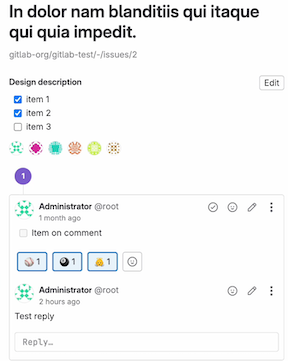 In dolor nam blanditiis qui itaque
qui quia impedit.
gitlab-org/gitlab-test/-/issues/2
Design description
Edit
item 1
item 2
item 3
1
Administrator @root
1 month ago
Item on comment
1
1
1
Administrator @root
2 hours ago
Test reply
Reply…